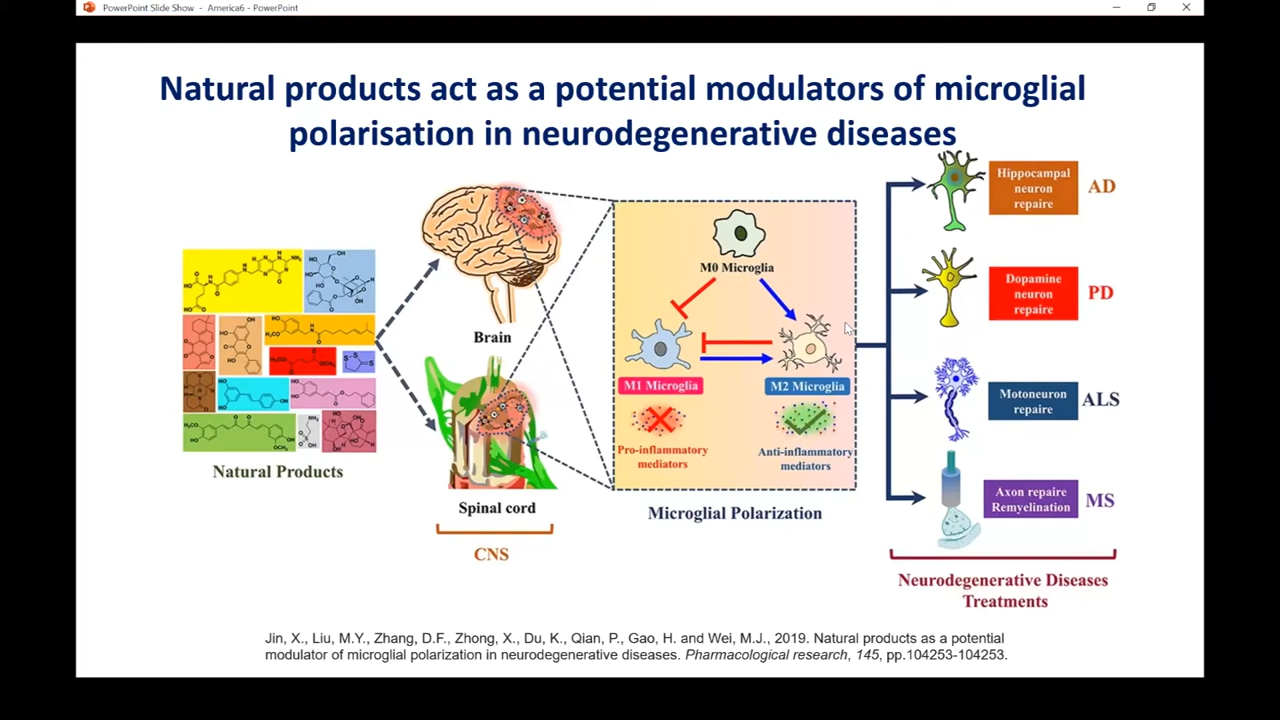 PowerPoint Slide Show - America6 - PowerPoint
Natural products act as a potential modulators of microglial
polarisation in neurodegenerative diseases
Natural Products
Brain
Spinal cord
CNS
M0 Microglia
M1 Microglia
M2 Microglia
Pro-inflammatory
mediators
Anti-inflammatory
mediators
Microglial Polarization
Hippocampal
neuron
repaire
AD
Dopamine
neuron
repaire
PD
Motoneuron
repaire
ALS
Axon repaire
Remyelination
MS
Neurodegenerative Diseases
Treatments
Jin, X., Liu, M.Y., Zhang, D.F., Zhong, X., Du, K., Qian, P., Gao, H. and Wei, M.J., 2019. Natural products as a potential
modulator of microglial polarization in neurodegenerative diseases. Pharmacological research, 145, pp.104253-104253.